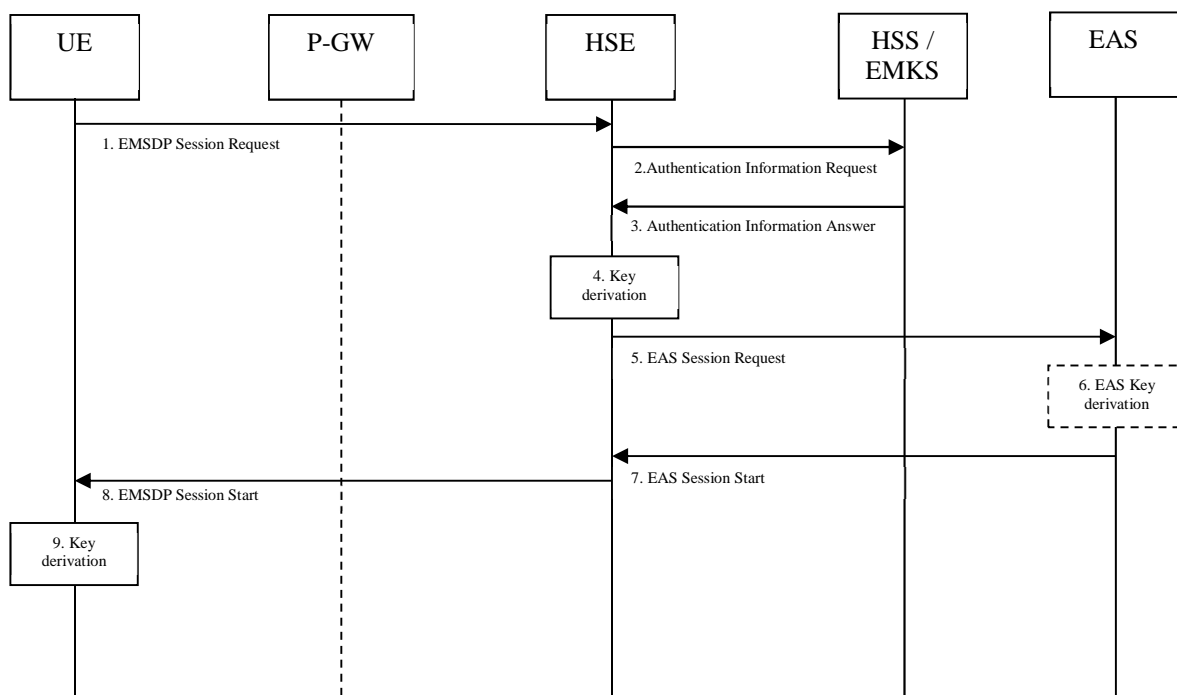 UE
P-GW
HSE
HSS /
EMKS
EAS
1. EMSDP Session Request
2.Authentication Information Request
3. Authentication Information Answer
4. Key
derivation
5. EAS Session Request
6. EAS Key
derivation
7. EAS Session Start
8. EMSDP Session Start
9. Key
derivation